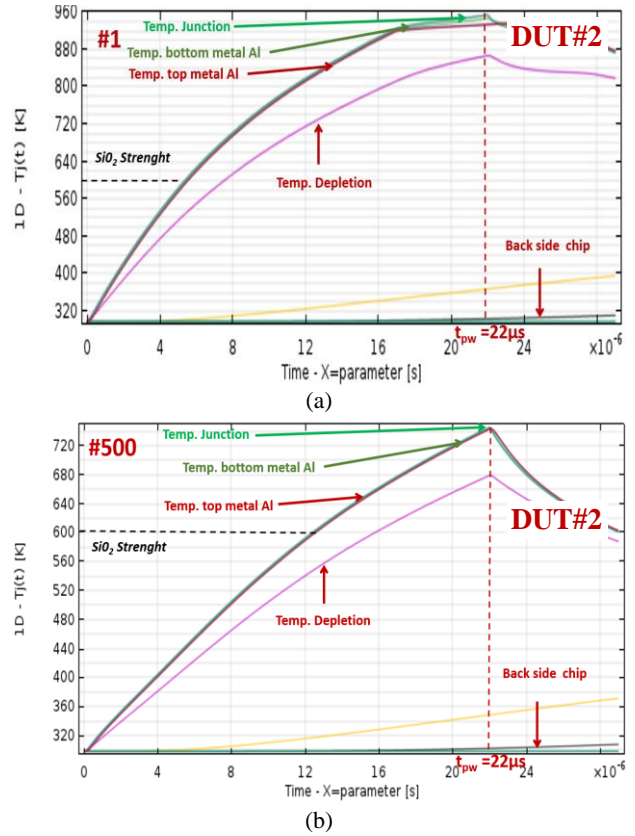 960
880
800
720
640
560
480
400
320
1D - Tj(t) [K]
#1
DUT#2
Temp. Junction
Temp. bottom metal Al
Temp. top metal Al
SiO₂ Strenght
Temp. Depletion
Back side chip
tpw =22µs
0 4 8 12 16 20 24 x10⁻⁶
Time - X=parameter [s]
(a)
720
680
640
600
560
520
480
440
400
360
320
1D - Tj(t) [K]
#500
DUT#2
Temp. Junction
Temp. bottom metal Al
Temp. top metal Al
SiO₂ Strenght
Temp. Depletion
Back side chip
tpw =22µs
0 4 8 12 16 20 24 x10⁻⁶
Time - X=parameter [s]
(b)